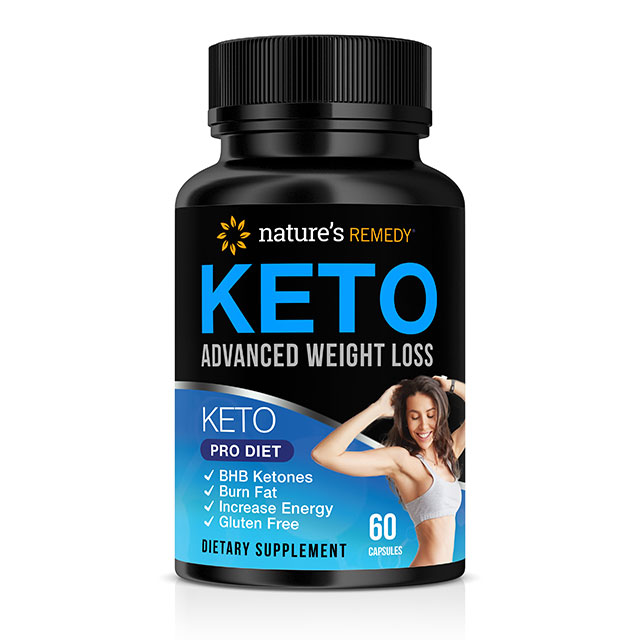 nature's REMEDY
KETO
ADVANCED WEIGHT LOSS
KETO
PRO DIET
✓ BHB Ketones
✓ Burn Fat
✓ Increase Energy
✓ Gluten Free
60
CAPSULES
DIETARY SUPPLEMENT